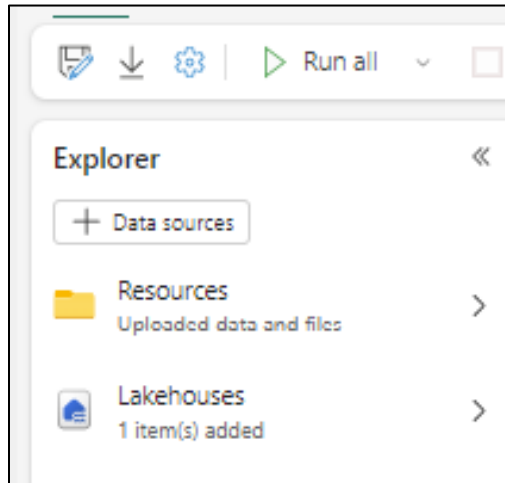 Run all
Explorer
Data sources
Resources
Uploaded data and files
Lakehouses
1 item(s) added